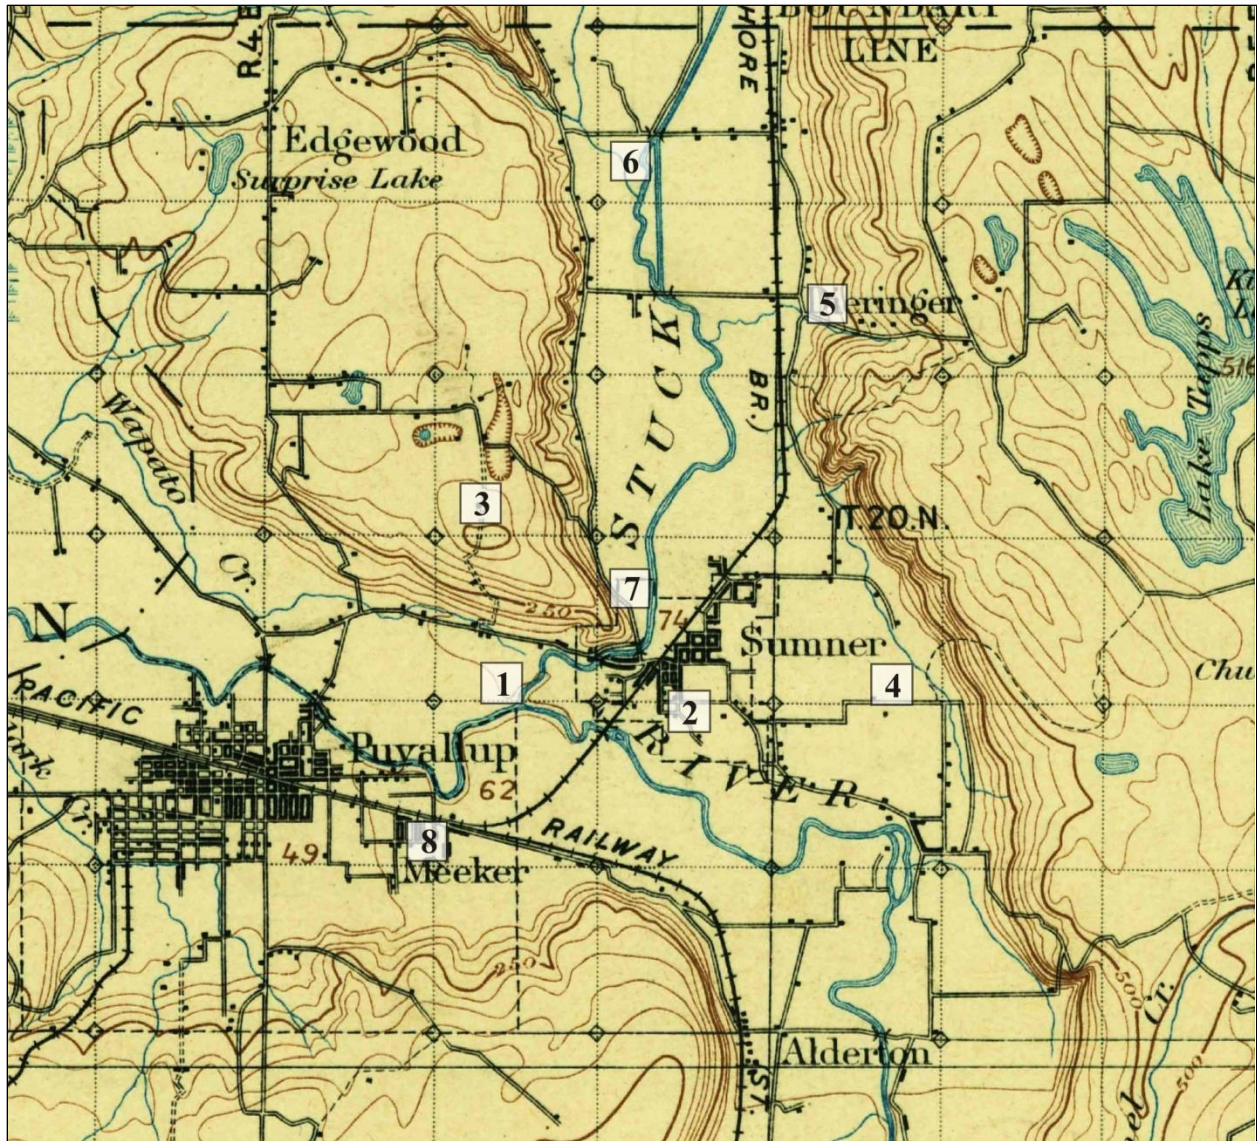 BOUNDARY
LINE
R.4 E
HORE
Edgewood
Surprise Lake
6
5
eringer
STUCK
BR.)
Lake Tapps
516
Wapato
Cr.
3
T.20.N.
7
250
74
N
Sumner
1
4
2
PACIFIC
Puyallup
RIVER
62
Cr.
8
RAILWAY
49
Meeker
250
500
Cr.
Alderton
ST.
500